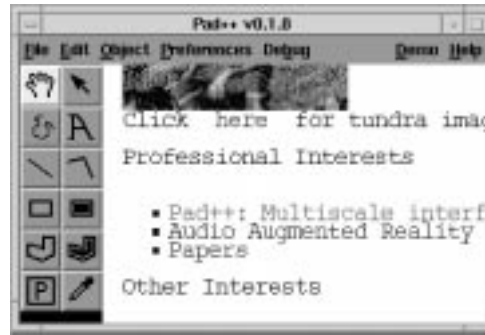 Pad++ v0.1.8
File Edit Object Preferences Debug Demo Help
Click here for tundra imag
A
Professional Interests
Pad++: Multiscale interf
Audio Augmented Reality
Papers
P
Other Interests